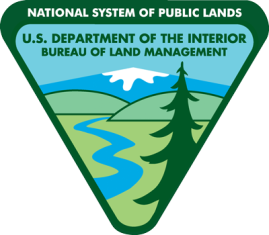 NATIONAL SYSTEM OF PUBLIC LANDS
U.S. DEPARTMENT OF THE INTERIOR
BUREAU OF LAND MANAGEMENT